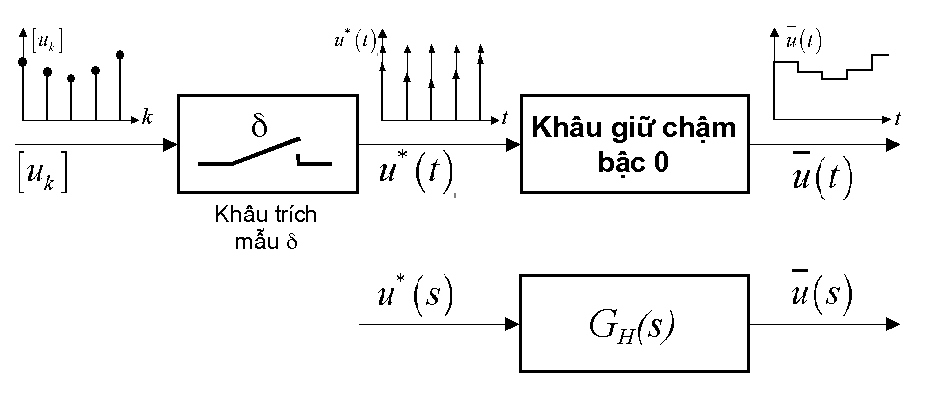 [u_k]
k
u*(t)
t
ū(t)
t
δ
Khâu giữ chậm
bậc 0
[u_k]
u*(t)
ū(t)
Khâu trích
mẫu δ
u*(s)
G_H(s)
ū(s)